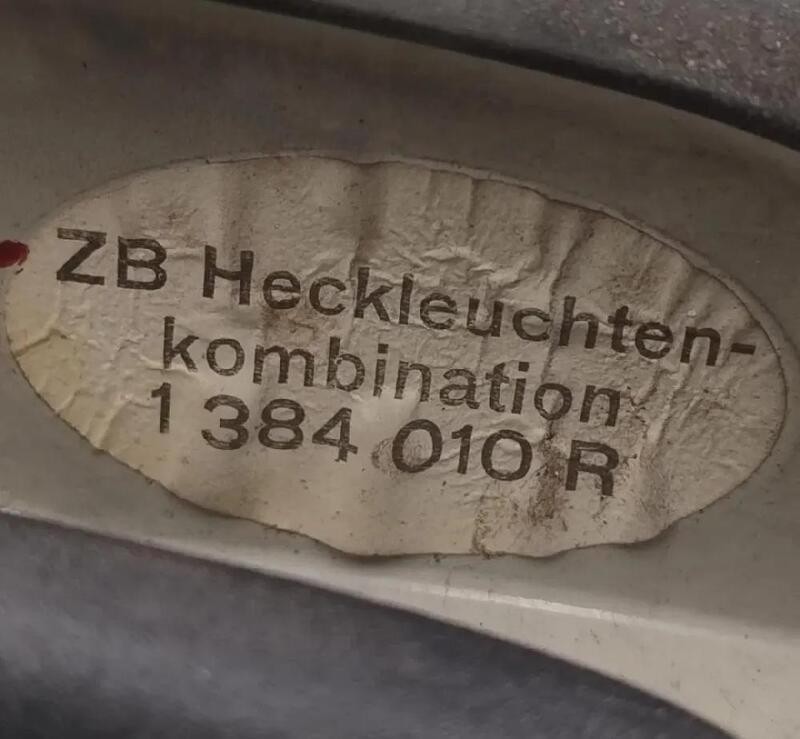 ZB Heckleuchten-
kombination
1 384 010 R